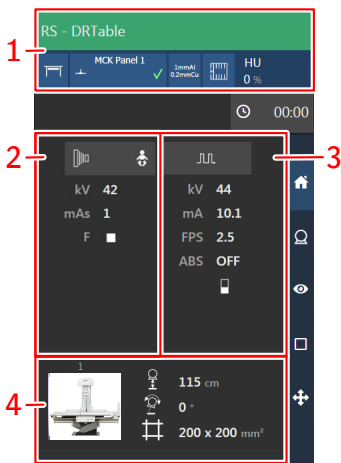 1
RS - DRTable
MCK Panel 1
1mmAl
0.2mmCu
HU
0 %
00:00
2
3
kV 42
mAs 1
F
kV 44
mA 10.1
FPS 2.5
ABS OFF
4
1
115 cm
0 °
200 x 200 mm²